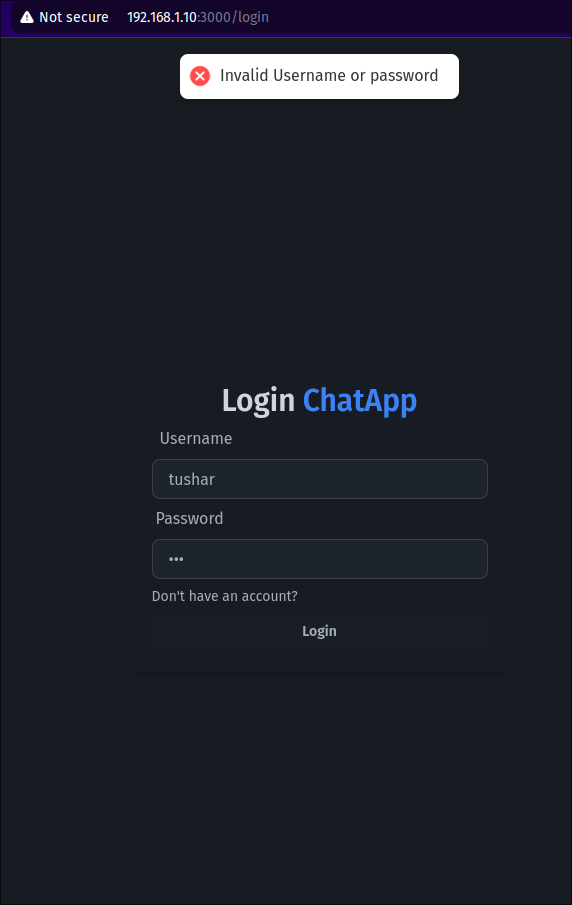 Not secure 192.168.1.10:3000/login
Invalid Username or password
Login ChatApp
Username
tushar
Password
•••
Don't have an account?
Login